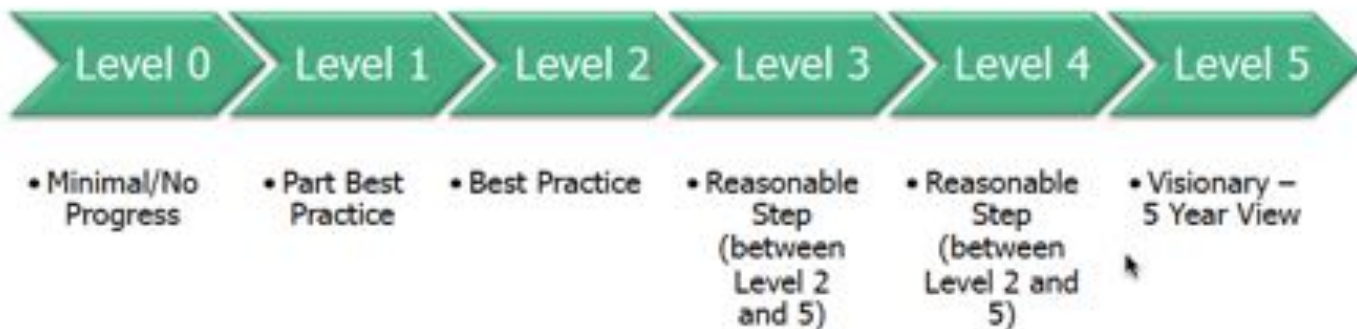 Level 0
Level 1
Level 2
Level 3
Level 4
Level 5
• Minimal/No
Progress
• Part Best
Practice
• Best Practice
• Reasonable
Step
(between
Level 2
and 5)
• Reasonable
Step
(between
Level 2 and
5)
• Visionary –
5 Year View